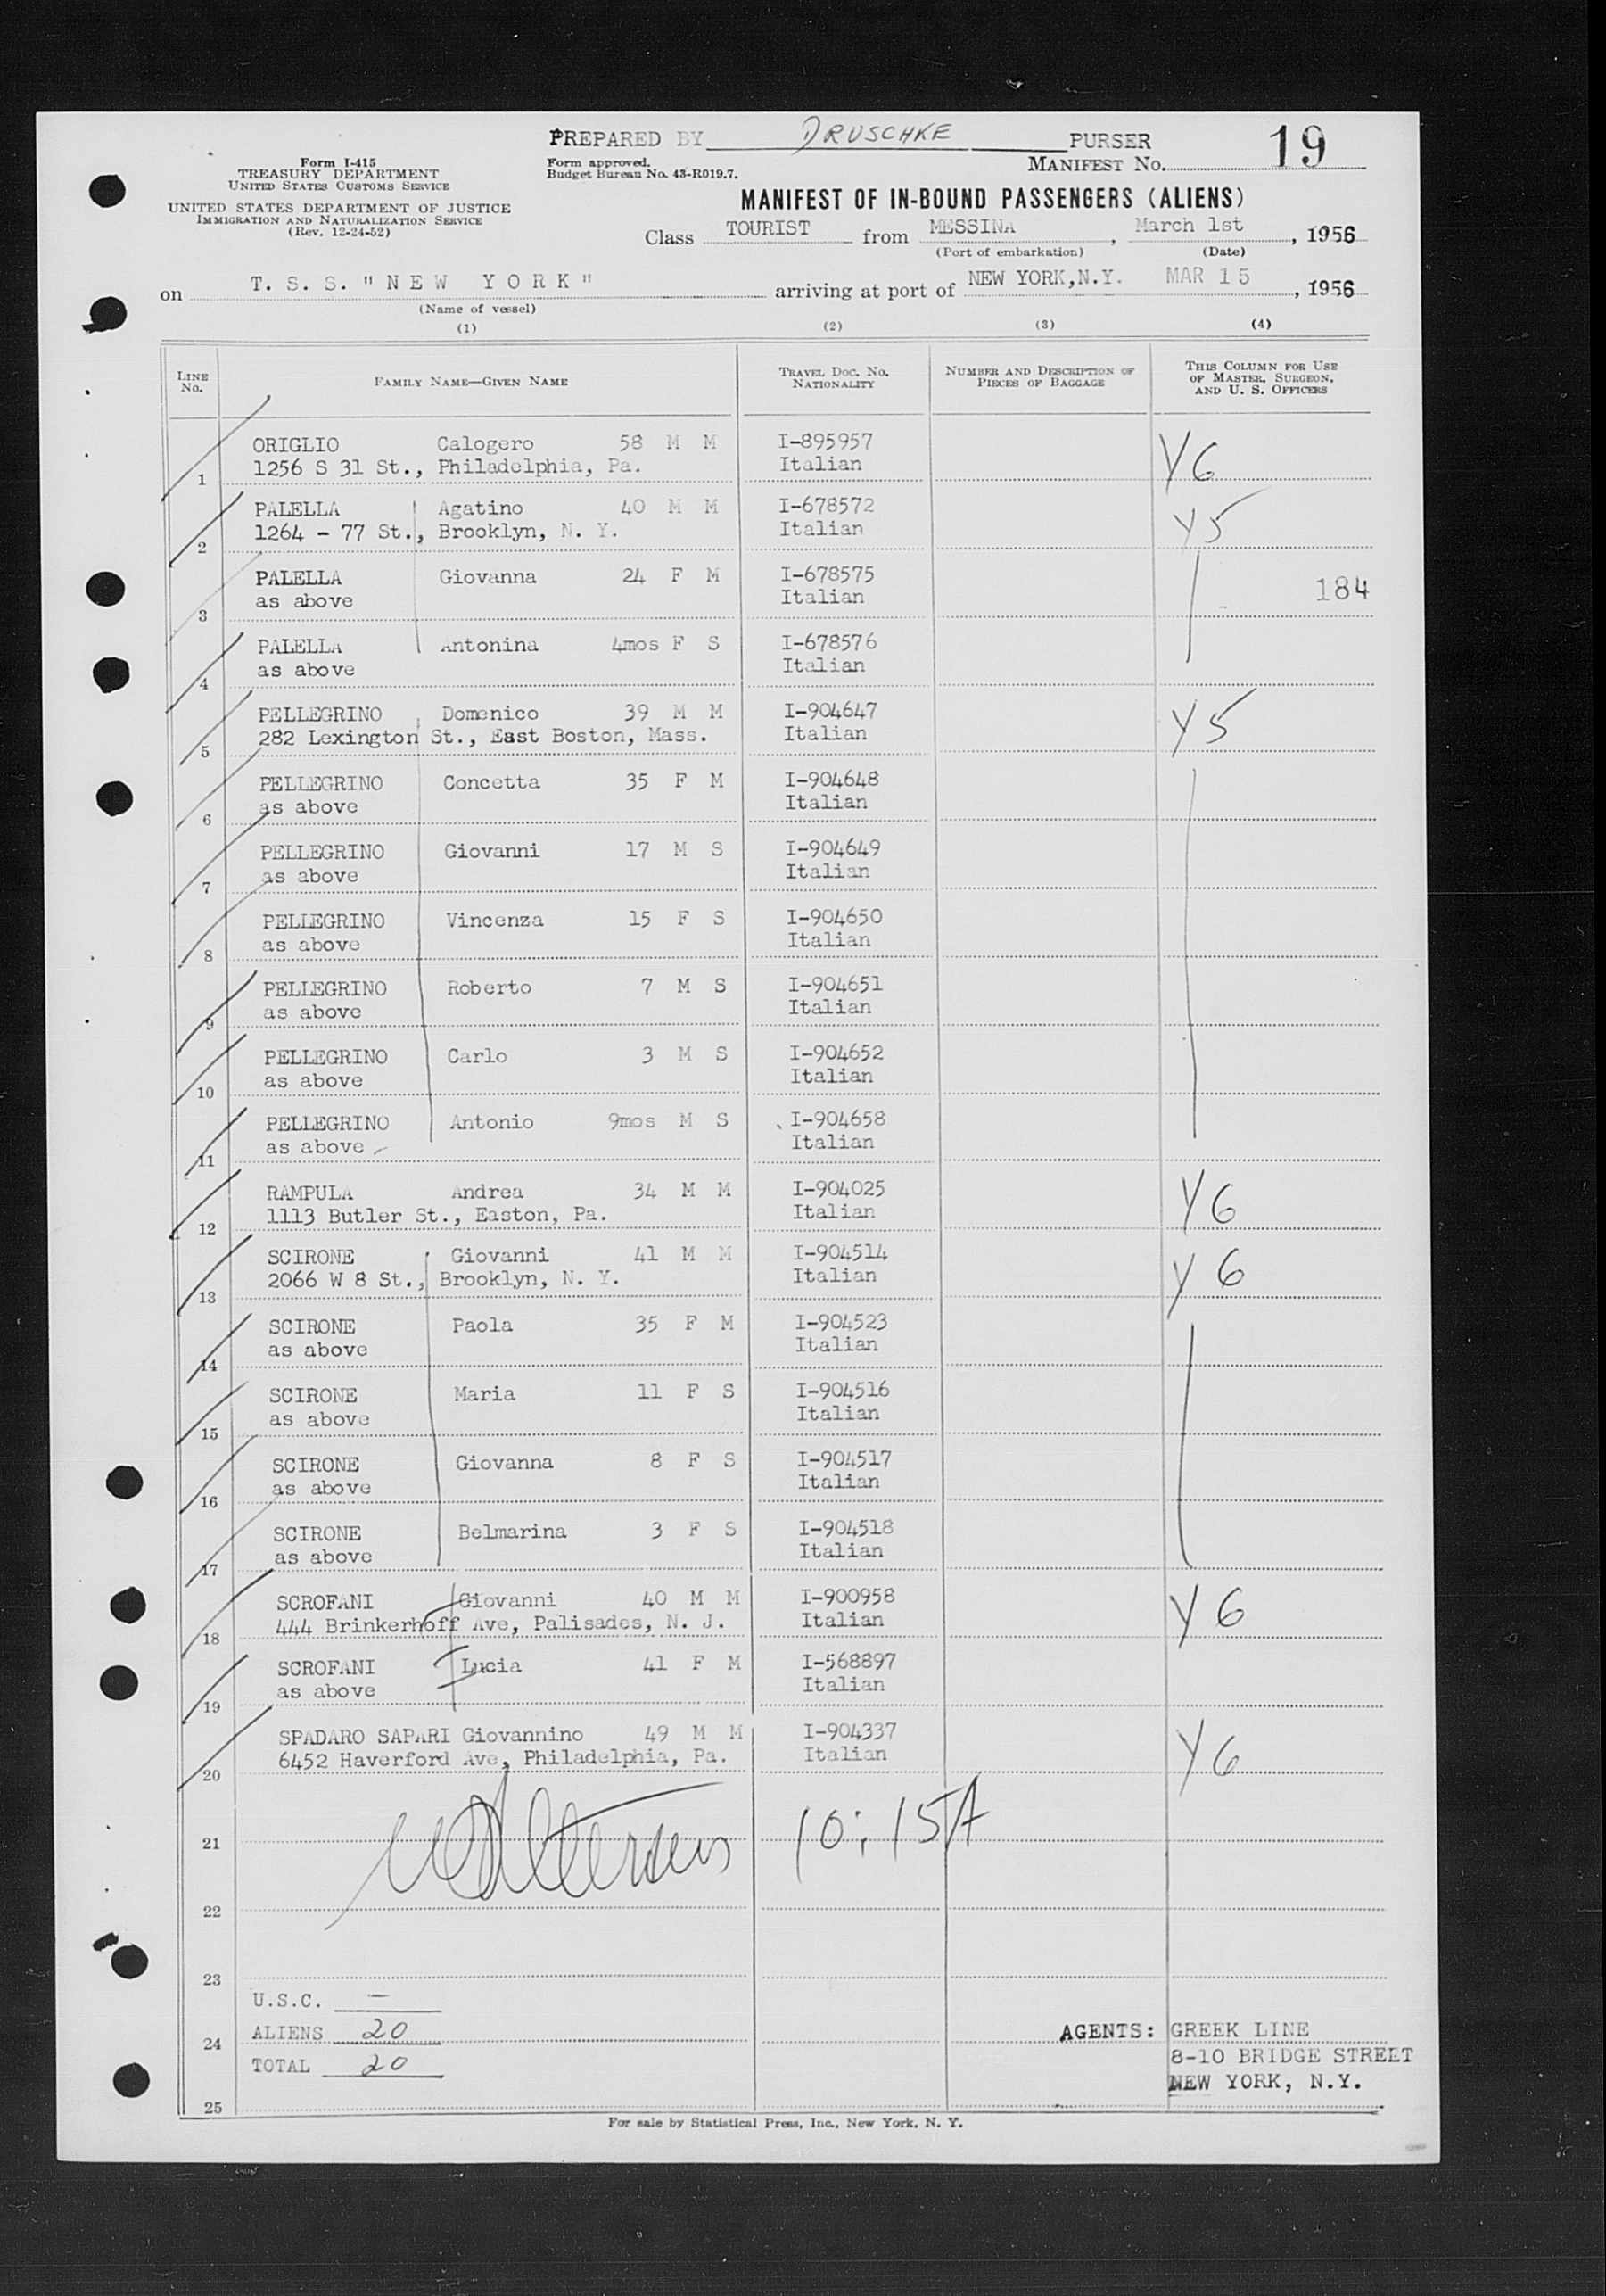 PREPARED BY DRUSCHKE PURSER
19
Form I-415
TREASURY DEPARTMENT
UNITED STATES CUSTOMS SERVICE
Form approved.
Budget Bureau No. 43-R019.7.
MANIFEST NO.
UNITED STATES DEPARTMENT OF JUSTICE
IMMIGRATION AND NATURALIZATION SERVICE
(Rev. 12-24-52)
MANIFEST OF IN-BOUND PASSENGERS (ALIENS)
Class TOURIST from MESSINA, March 1st, 1956
(Port of embarkation) (Date)
on T. S. S. "NEW YORK" arriving at port of NEW YORK,N.Y. MAR 15, 1956
(Name of vessel)
(1) (2) (3) (4)
LINE NO. FAMILY NAME—GIVEN NAME TRAVEL DOC. NO. NATIONALITY NUMBER AND DESCRIPTION OF PIECES OF BAGGAGE THIS COLUMN FOR USE OF MASTER, SURGEON, AND U. S. OFFICERS
ORIGLIO Calogero 58 M M I-895957 Y6
1 1256 S 31 St., Philadelphia, Pa. Italian
PALELLA Agatino 40 M M I-678572 Y5
2 1264 - 77 St., Brooklyn, N. Y. Italian
PALELLA Giovanna 24 F M I-678575 184
3 as above Italian
PALELLA Antonina 4mos F S I-678576
4 as above Italian
PELLEGRINO Domenico 39 M M I-904647 Y5
5 282 Lexington St., East Boston, Mass. Italian
PELLEGRINO Concetta 35 F M I-904648
6 as above Italian
PELLEGRINO Giovanni 17 M S I-904649
7 as above Italian
PELLEGRINO Vincenza 15 F S I-904650
8 as above Italian
PELLEGRINO Roberto 7 M S I-904651
9 as above Italian
PELLEGRINO Carlo 3 M S I-904652
10 as above Italian
PELLEGRINO Antonio 9mos M S I-904658
11 as above Italian
RAMPULA Andrea 34 M M I-904025 Y6
12 1113 Butler St., Easton, Pa. Italian
SCIRONE Giovanni 41 M M I-904514 Y6
13 2066 W 8 St., Brooklyn, N. Y. Italian
SCIRONE Paola 35 F M I-904523
14 as above Italian
SCIRONE Maria 11 F S I-904516
15 as above Italian
SCIRONE Giovanna 8 F S I-904517
16 as above Italian
SCIRONE Belmarina 3 F S I-904518
17 as above Italian
SCROFANI Giovanni 40 M M I-900958 Y6
18 444 Brinkerhoff Ave, Palisades, N. J. Italian
SCROFANI Lucia 41 F M I-568897
19 as above Italian
SPADARO SAPARI Giovannino 49 M M I-904337 Y6
20 6452 Haverford Ave, Philadelphia, Pa. Italian
21 10:15A
22
23
U.S.C. —
24 ALIENS 20 AGENTS: GREEK LINE
TOTAL 20 8-10 BRIDGE STREET
NEW YORK, N.Y.
25
For sale by Statistical Press, Inc., New York, N. Y.